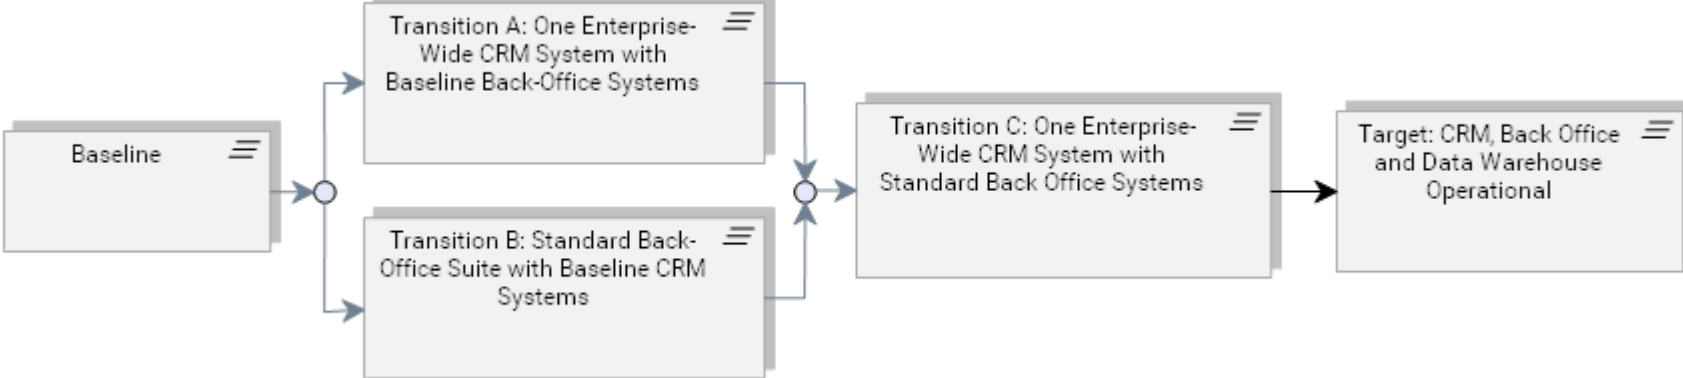 Baseline
Transition A: One Enterprise-
Wide CRM System with
Baseline Back-Office Systems
Transition B: Standard Back-
Office Suite with Baseline CRM
Systems
Transition C: One Enterprise-
Wide CRM System with
Standard Back Office Systems
Target: CRM, Back Office
and Data Warehouse
Operational